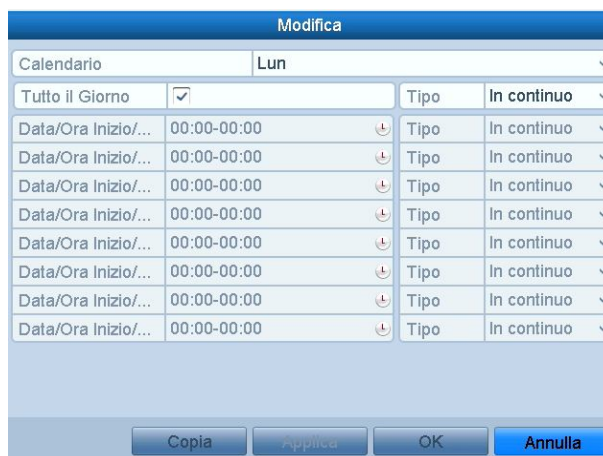 Modifica
Calendario Lun
Tutto il Giorno Tipo In continuo
Data/Ora Inizio/... 00:00-00:00 Tipo In continuo
Data/Ora Inizio/... 00:00-00:00 Tipo In continuo
Data/Ora Inizio/... 00:00-00:00 Tipo In continuo
Data/Ora Inizio/... 00:00-00:00 Tipo In continuo
Data/Ora Inizio/... 00:00-00:00 Tipo In continuo
Data/Ora Inizio/... 00:00-00:00 Tipo In continuo
Data/Ora Inizio/... 00:00-00:00 Tipo In continuo
Data/Ora Inizio/... 00:00-00:00 Tipo In continuo
Copia Applica OK Annulla